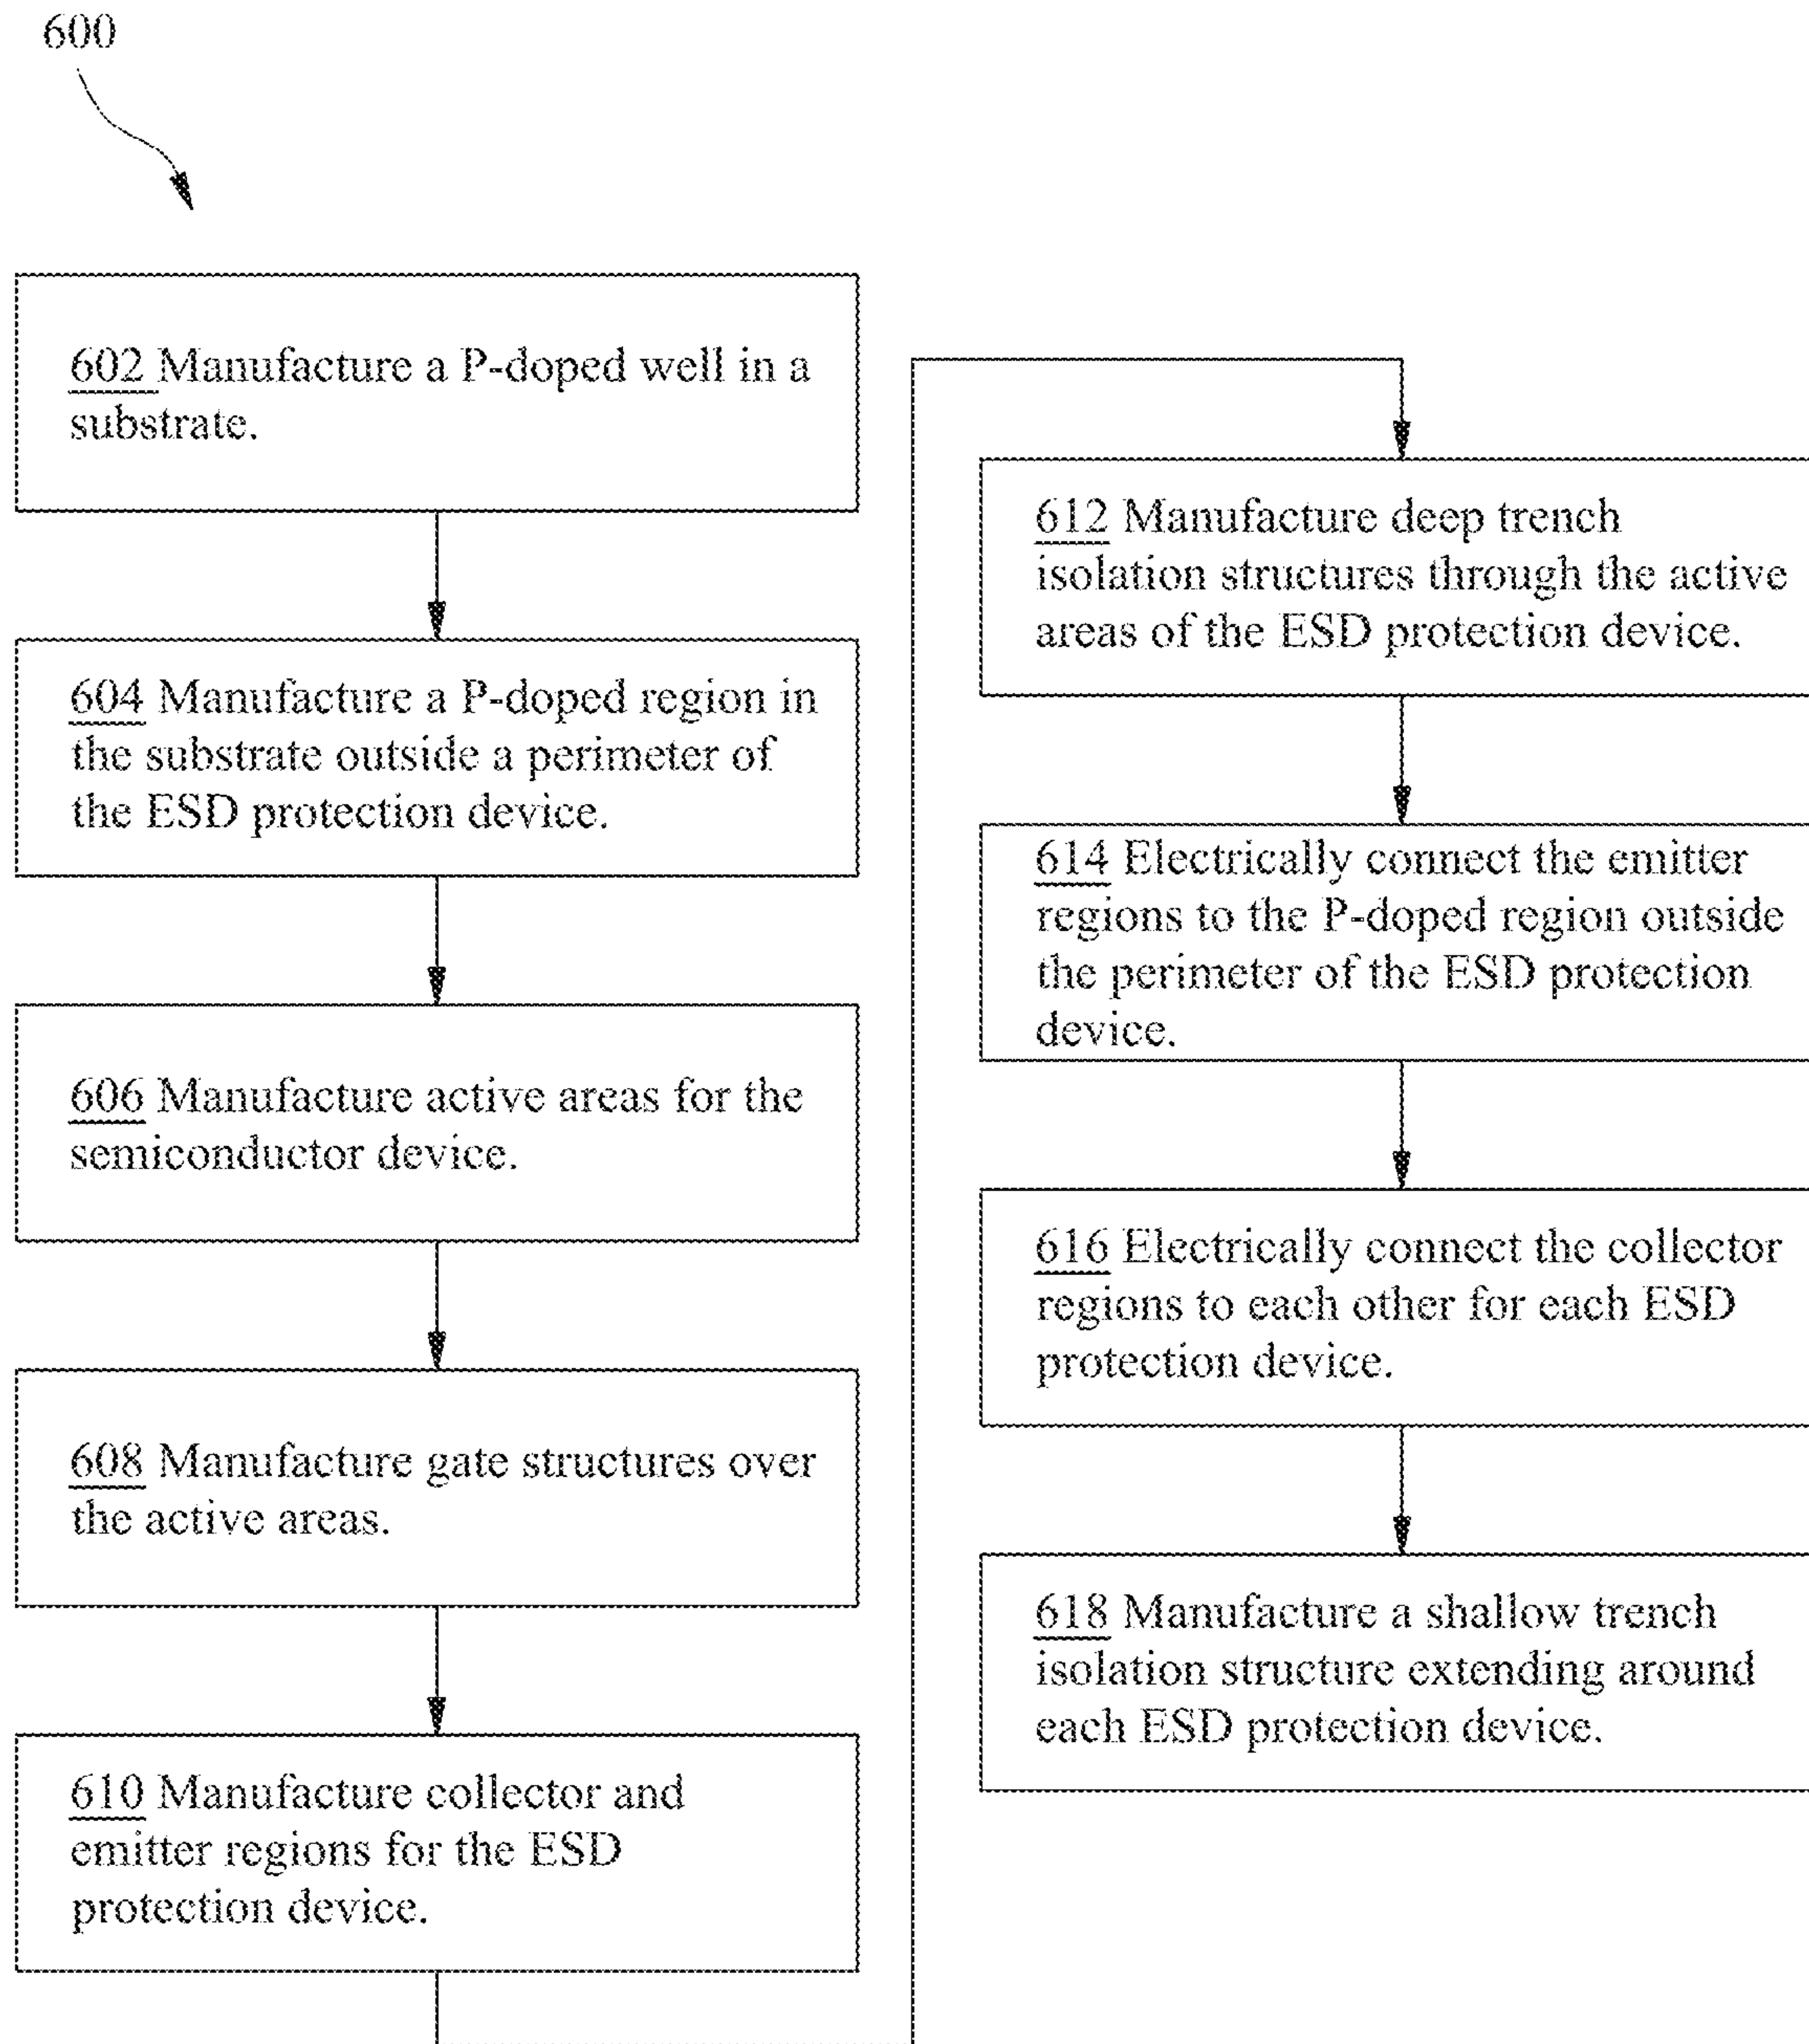 600
602 Manufacture a P-doped well in a
substrate.
604 Manufacture a P-doped region in
the substrate outside a perimeter of
the ESD protection device.
606 Manufacture active areas for the
semiconductor device.
608 Manufacture gate structures over
the active areas.
610 Manufacture collector and
emitter regions for the ESD
protection device.
612 Manufacture deep trench
isolation structures through the active
areas of the ESD protection device.
614 Electrically connect the emitter
regions to the P-doped region outside
the perimeter of the ESD protection
device.
616 Electrically connect the collector
regions to each other for each ESD
protection device.
618 Manufacture a shallow trench
isolation structure extending around
each ESD protection device.